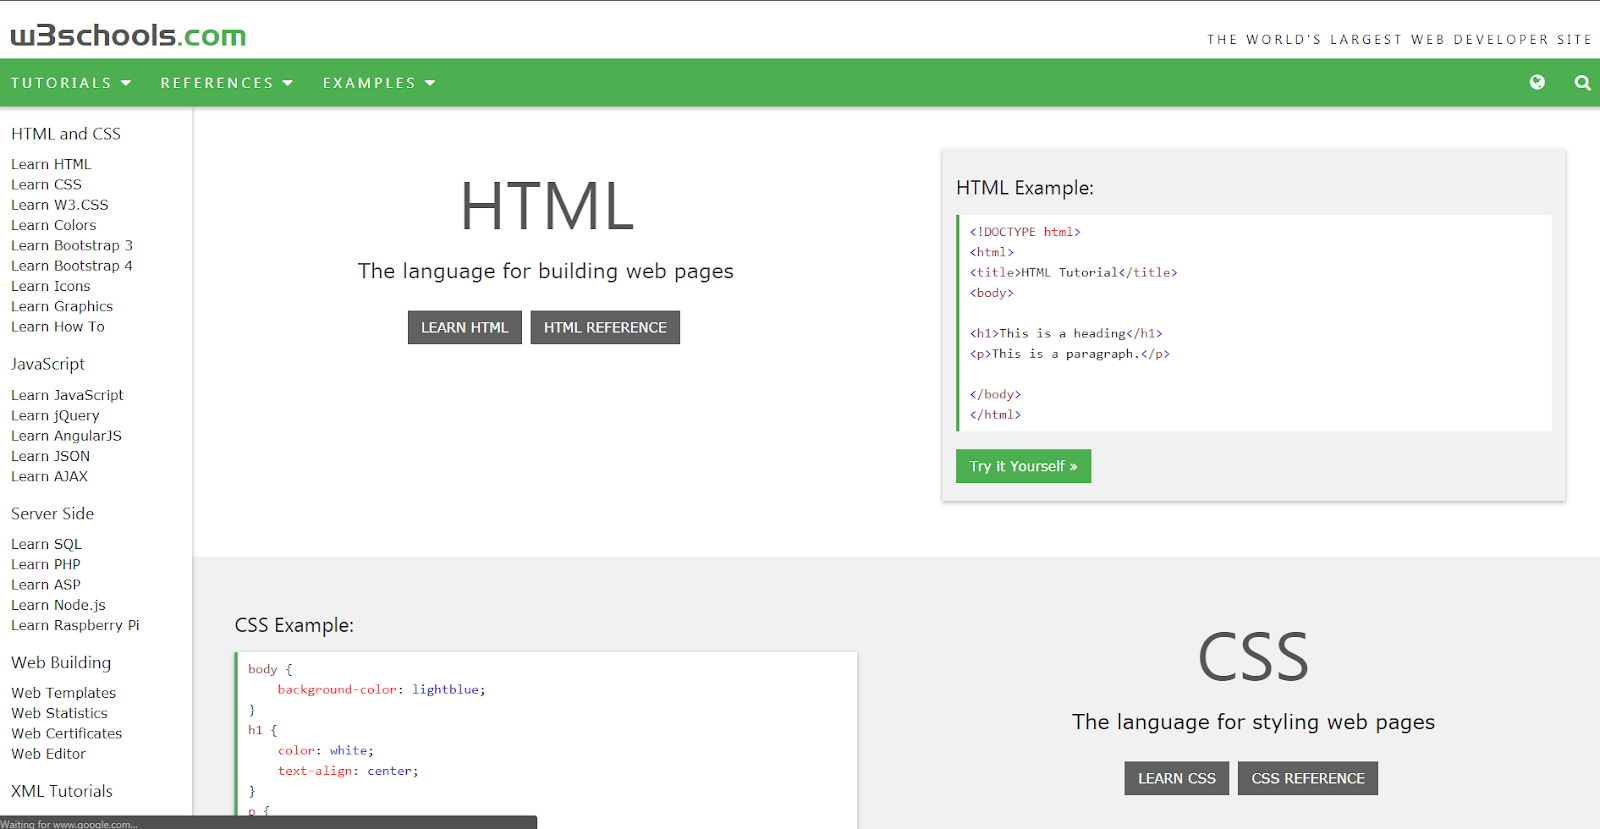 w3schools.com
THE WORLD'S LARGEST WEB DEVELOPER SITE
TUTORIALS REFERENCES EXAMPLES
HTML and CSS
Learn HTML
Learn CSS
Learn W3.CSS
Learn Colors
Learn Bootstrap 3
Learn Bootstrap 4
Learn Icons
Learn Graphics
Learn How To
JavaScript
Learn JavaScript
Learn jQuery
Learn AngularJS
Learn JSON
Learn AJAX
Server Side
Learn SQL
Learn PHP
Learn ASP
Learn Node.js
Learn Raspberry Pi
Web Building
Web Templates
Web Statistics
Web Certificates
Web Editor
XML Tutorials
HTML
The language for building web pages
LEARN HTML HTML REFERENCE
HTML Example:
<!DOCTYPE html>
<html>
<title>HTML Tutorial</title>
<body>
<h1>This is a heading</h1>
<p>This is a paragraph.</p>
</body>
</html>
Try it Yourself »
CSS Example:
body {
background-color: lightblue;
}
h1 {
color: white;
text-align: center;
}
p {
CSS
The language for styling web pages
LEARN CSS CSS REFERENCE
Waiting for www.google.com...